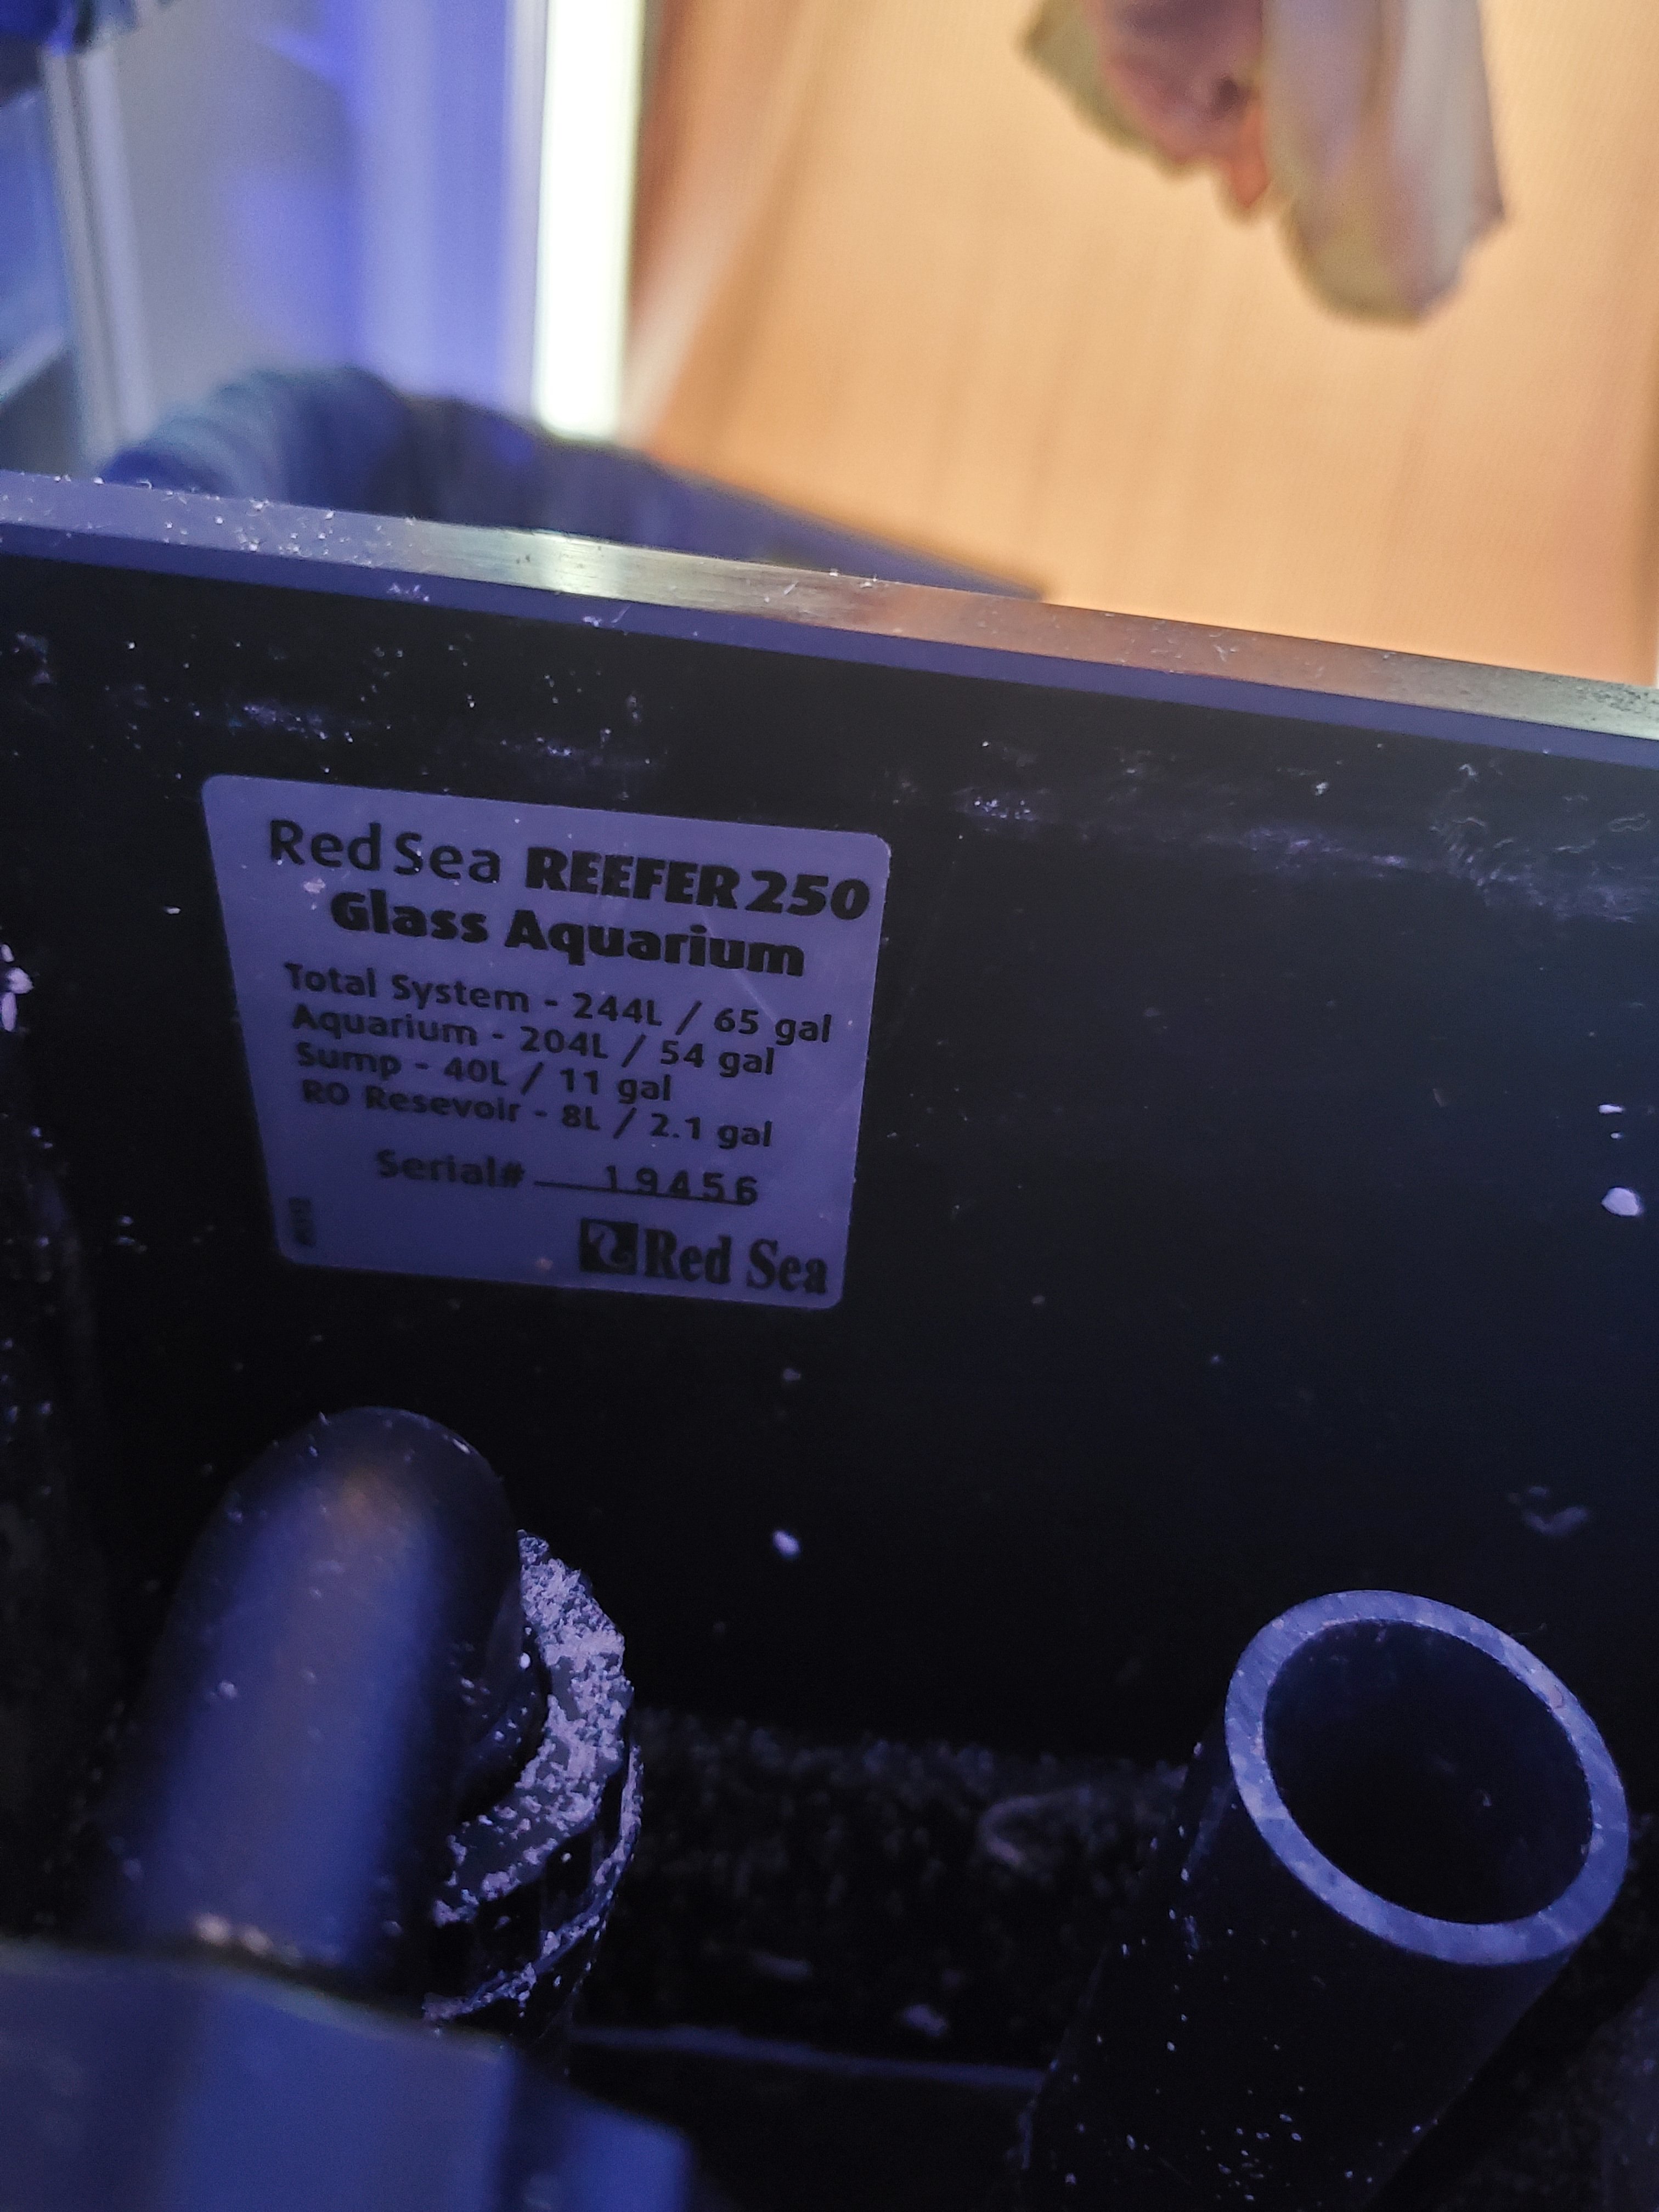 Red Sea REEFER 250
Glass Aquarium
Total System - 244L / 65 gal
Aquarium - 204L / 54 gal
Sump - 40L / 11 gal
RO Resevoir - 8L / 2.1 gal
Serial# 19456
Red Sea